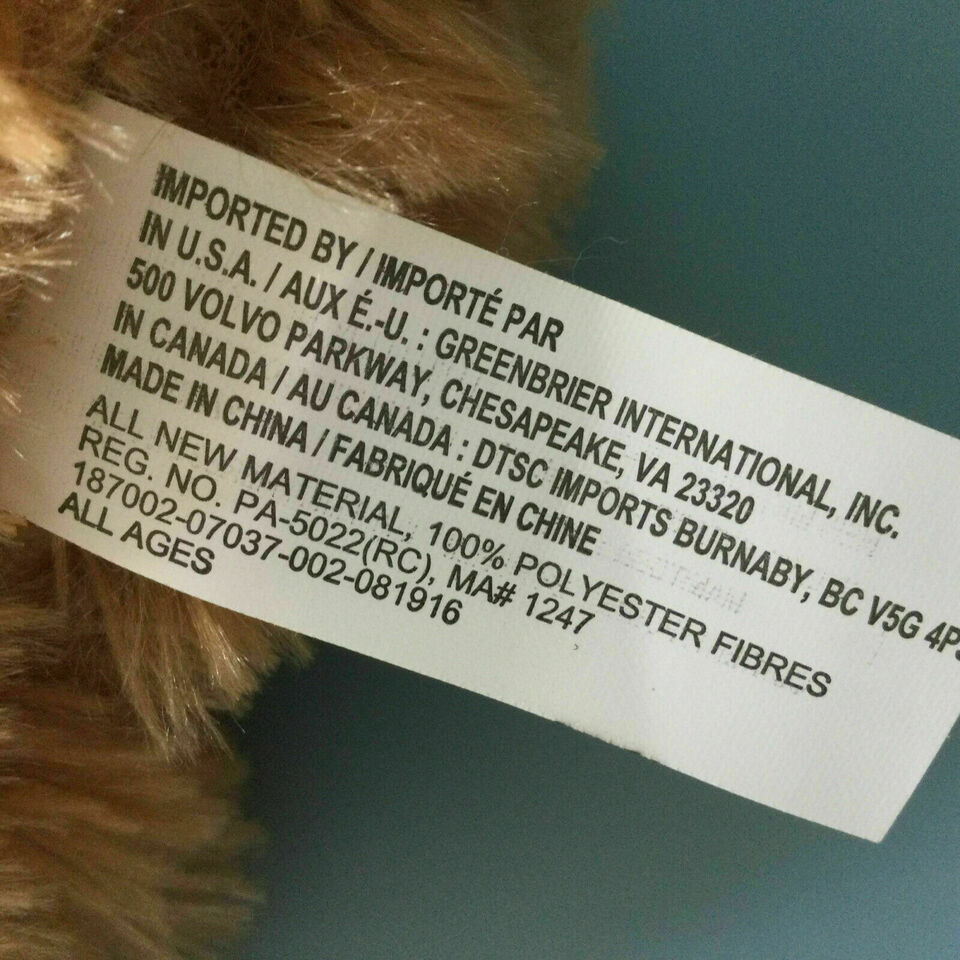 IMPORTED BY / IMPORTÉ PAR
IN U.S.A. / AUX É.-U. : GREENBRIER INTERNATIONAL, INC.
500 VOLVO PARKWAY, CHESAPEAKE, VA 23320
IN CANADA / AU CANADA : DTSC IMPORTS BURNABY, BC V5G
MADE IN CHINA / FABRIQUÉ EN CHINE
ALL NEW MATERIAL, 100% POLYESTER FIBRES
REG. NO. PA-5022(RC), MA# 1247
187002-07037-002-081916
ALL AGES